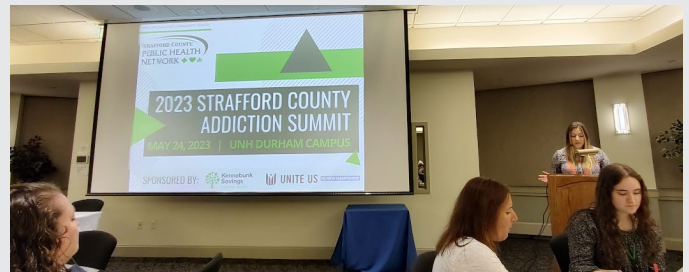 STRAFFORD COUNTY
PUBLIC HEALTH
NETWORK
2023 STRAFFORD COUNTY
ADDICTION SUMMIT
MAY 24, 2023 | UNH DURHAM CAMPUS
SPONSORED BY:
Kennebunk
Savings
UNITE US